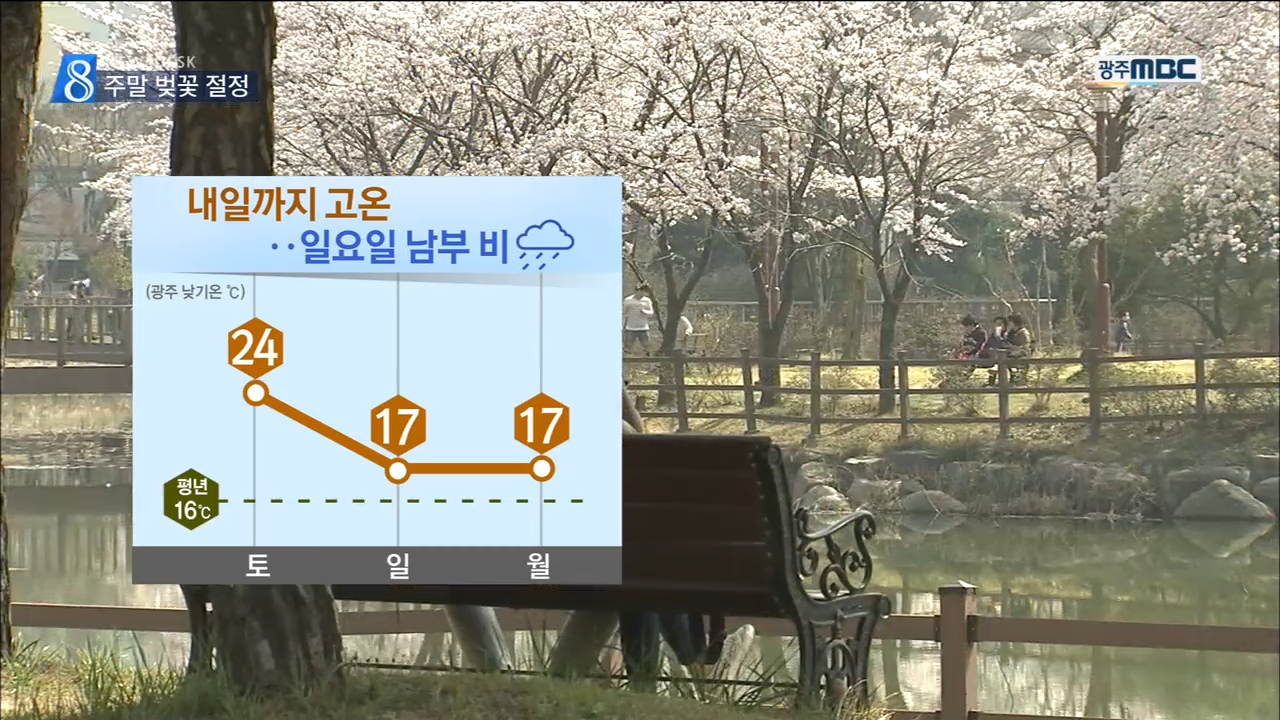 SK
8 주말 벚꽃 절정
광주MBC
내일까지 고온
··일요일 남부 비
(광주 낮기온 ℃)
24
17
17
평년
16℃
토 일 월